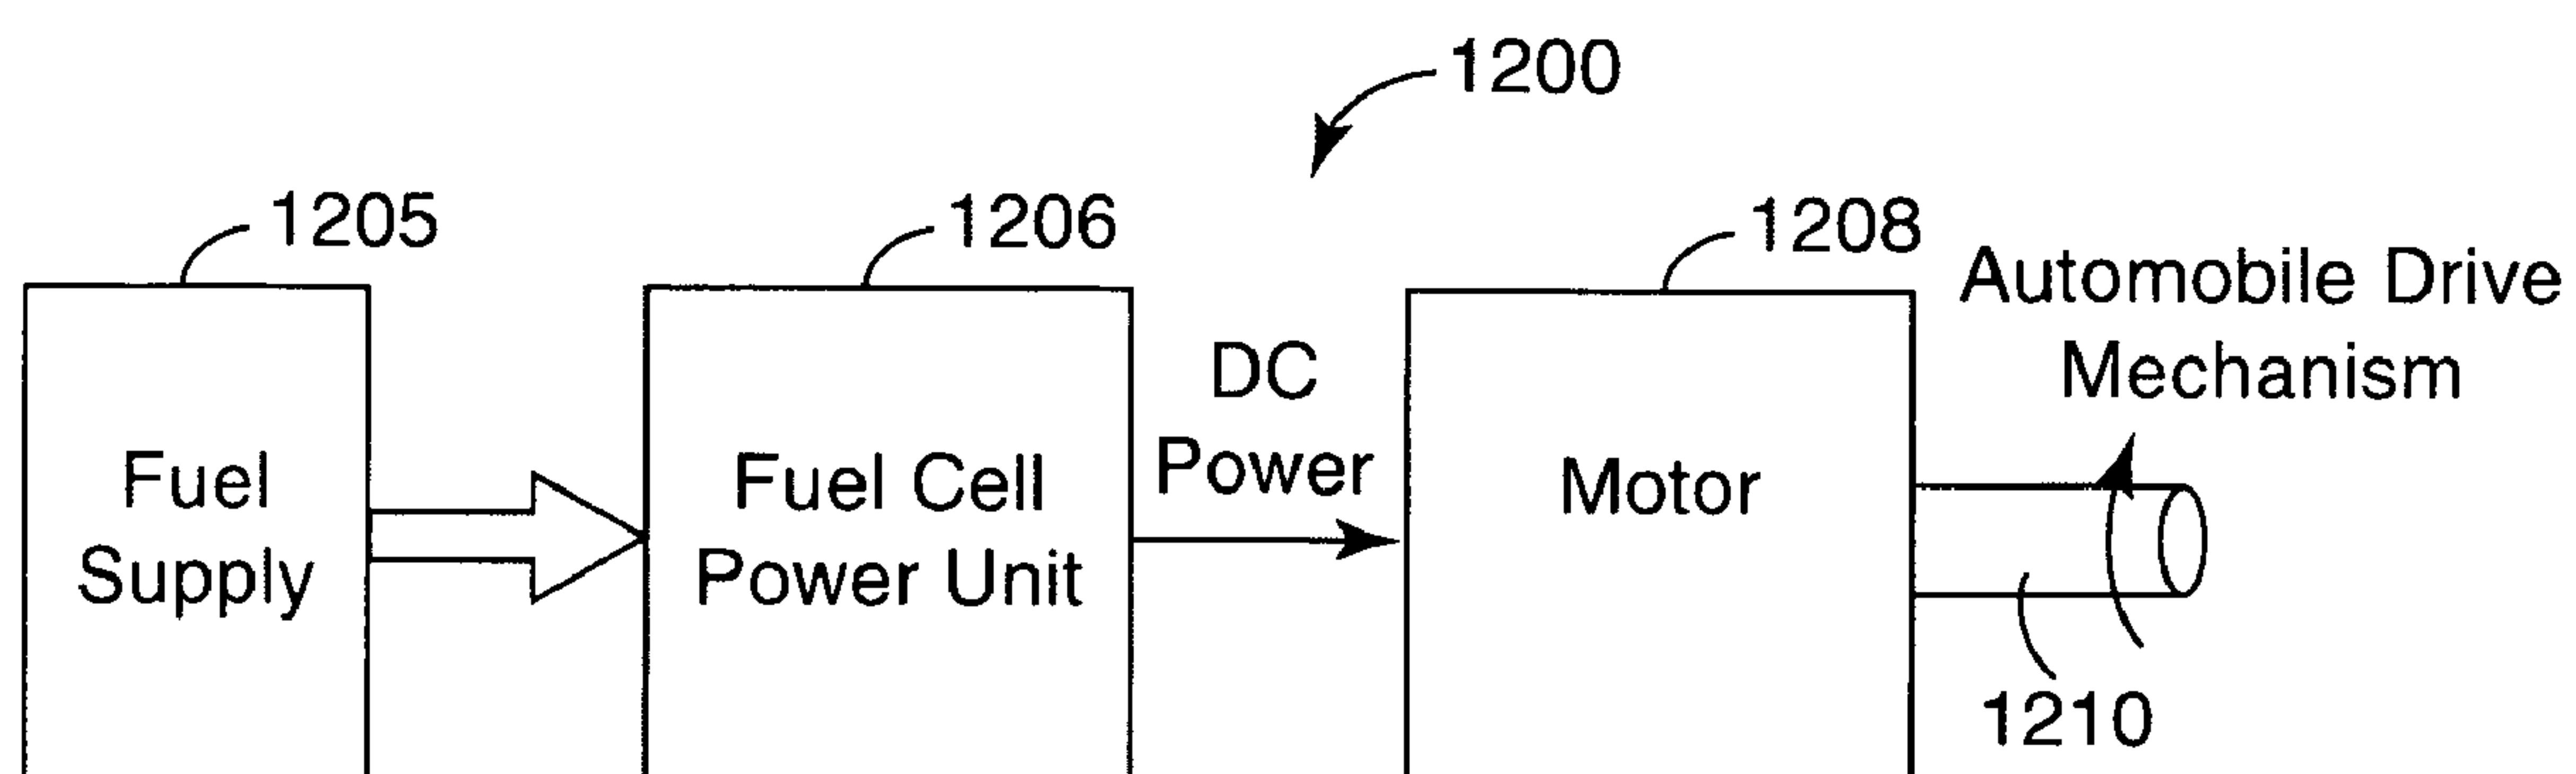 1200
1205
1206
1208
Automobile Drive
Mechanism
DC
Power
Fuel
Supply
Fuel Cell
Power Unit
Motor
1210